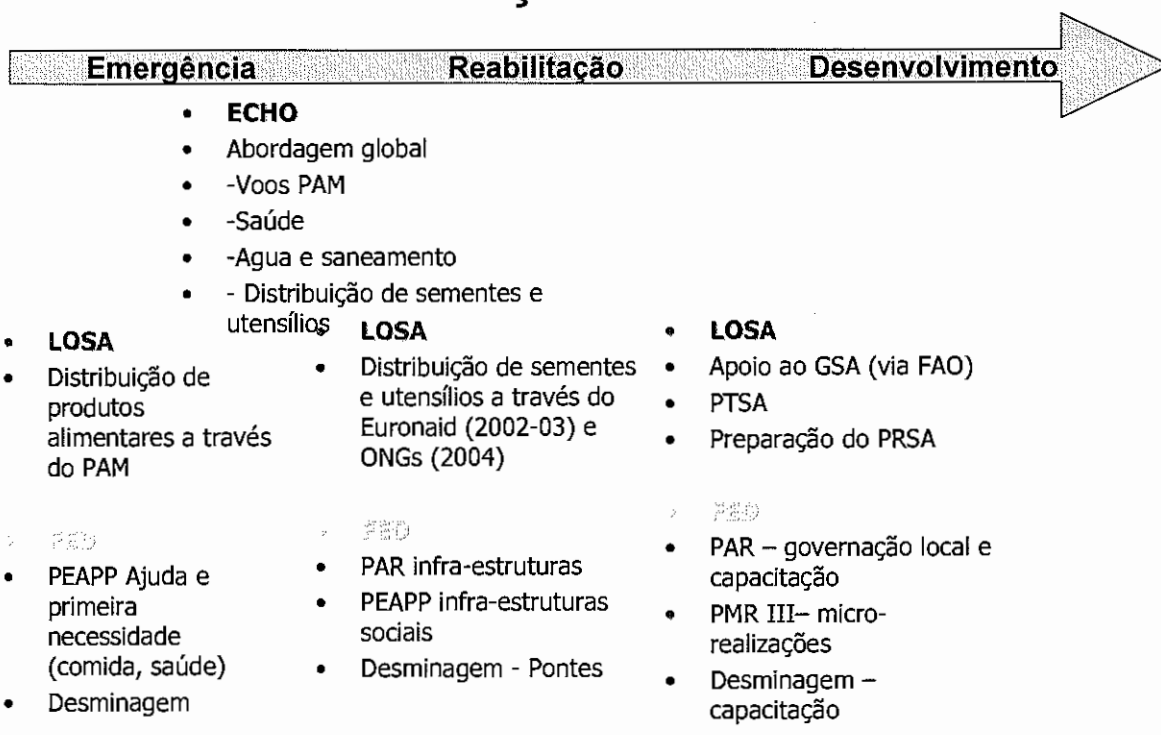 Emergência Reabilitação Desenvolvimento
• ECHO
• Abordagem global
• -Voos PAM
• -Saúde
• -Agua e saneamento
• - Distribuição de sementes e
utensílios
• LOSA
• Distribuição de
produtos
alimentares a través
do PAM
FED
• PEAPP Ajuda e
primeira
necessidade
(comida, saúde)
• Desminagem
• LOSA
• Distribuição de sementes
e utensílios a través do
Euronaid (2002-03) e
ONGs (2004)
FED
• PAR infra-estruturas
• PEAPP infra-estruturas
sociais
• Desminagem - Pontes
• LOSA
• Apoio ao GSA (via FAO)
• PTSA
• Preparação do PRSA
FED
• PAR – governação local e
capacitação
• PMR III– micro-
realizações
• Desminagem –
capacitação